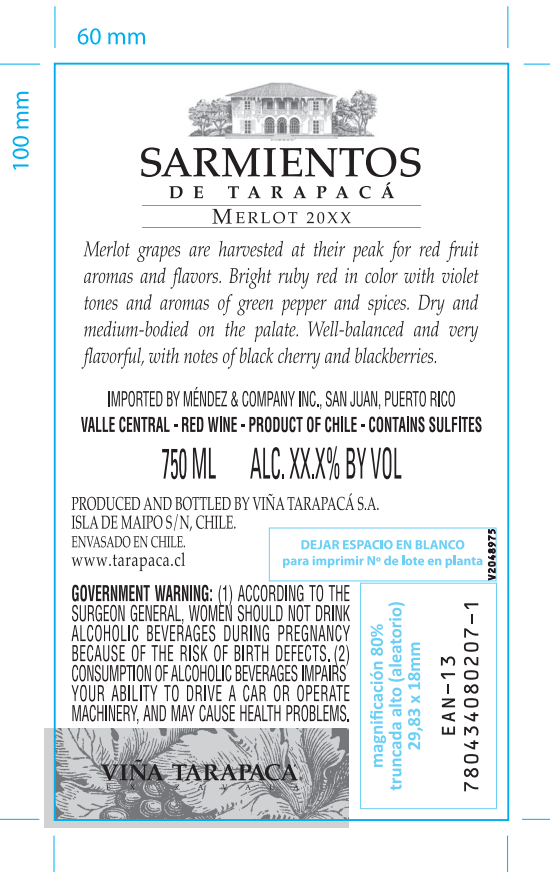 60 mm
100 mm
SARMIENTOS
DE TARAPACÁ
MERLOT 20XX
Merlot grapes are harvested at their peak for red fruit
aromas and flavors. Bright ruby red in color with violet
tones and aromas of green pepper and spices. Dry and
medium-bodied on the palate. Well-balanced and very
flavorful, with notes of black cherry and blackberries.
IMPORTED BY MÉNDEZ & COMPANY INC., SAN JUAN, PUERTO RICO
VALLE CENTRAL - RED WINE - PRODUCT OF CHILE - CONTAINS SULFITES
750 ML ALC. XX.X% BY VOL
PRODUCED AND BOTTLED BY VIÑA TARAPACÁ S.A.
ISLA DE MAIPO S/N, CHILE.
ENVASADO EN CHILE.
www.tarapaca.cl
DEJAR ESPACIO EN BLANCO
para imprimir Nº de lote en planta
V2048975
GOVERNMENT WARNING: (1) ACCORDING TO THE
SURGEON GENERAL, WOMEN SHOULD NOT DRINK
ALCOHOLIC BEVERAGES DURING PREGNANCY
BECAUSE OF THE RISK OF BIRTH DEFECTS. (2)
CONSUMPTION OF ALCOHOLIC BEVERAGES IMPAIRS
YOUR ABILITY TO DRIVE A CAR OR OPERATE
MACHINERY, AND MAY CAUSE HEALTH PROBLEMS.
magnificación 80%
truncada alto (aleatorio)
29,83 x 18mm
EAN-13
780434080207-1
VIÑA TARAPACA